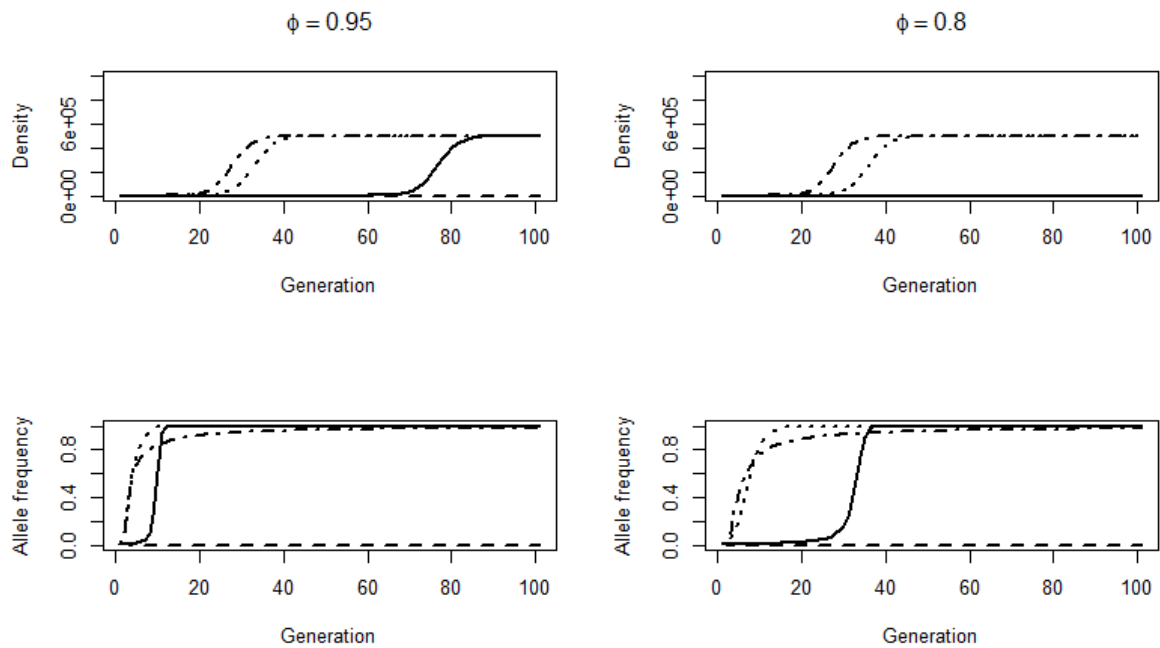 ϕ = 0.95
ϕ = 0.8
Density
6e+05
0e+00
0 20 40 60 80 100
Generation
Density
6e+05
0e+00
0 20 40 60 80 100
Generation
Allele frequency
0.8
0.4
0.0
0 20 40 60 80 100
Generation
Allele frequency
0.8
0.4
0.0
0 20 40 60 80 100
Generation